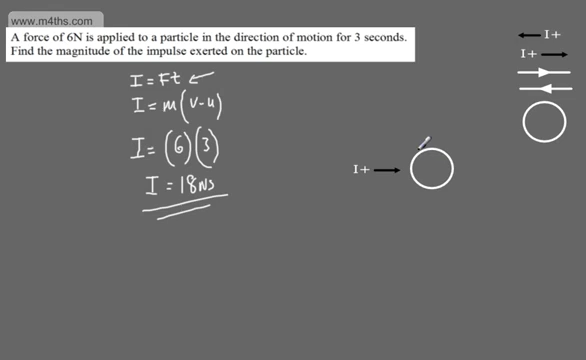 www.m4ths.com
A force of 6N is applied to a particle in the direction of motion for 3 seconds.
Find the magnitude of the impulse exerted on the particle.
I = Ft
I = m(v-u)
I = (6)(3)
I = 18Ns
I+
I+
I+